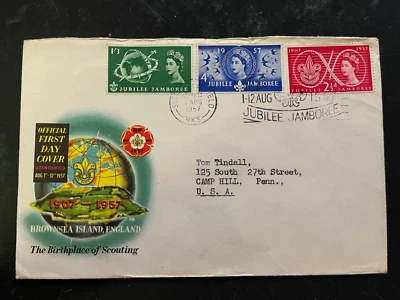 1'3
JUBILEE JAMBOREE
19 57
4D
JUBILEE JAMBOREE
1907 1957
2½D
JUBILEE JAMBOREE
1 AUG
1957
1-12 AUG
JUBILEE JAMBOREE
OFFICIAL
FIRST
DAY
COVER
AUG 1st-12th 1957
1907-1957
BROWNSEA ISLAND, ENGLAND
The Birthplace of Scouting
Tom Tindall,
125 South 27th Street,
CAMP HILL, Penn.,
U. S. A.